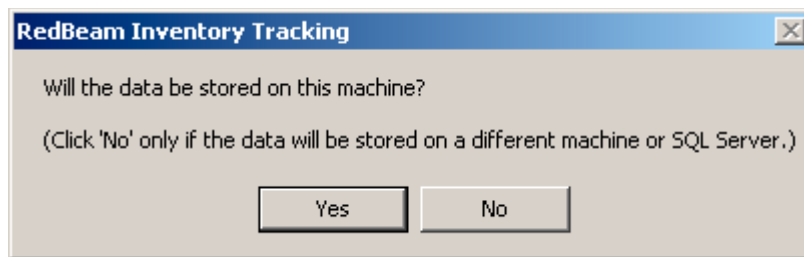 RedBeam Inventory Tracking
Will the data be stored on this machine?
(Click 'No' only if the data will be stored on a different machine or SQL Server.)
Yes No